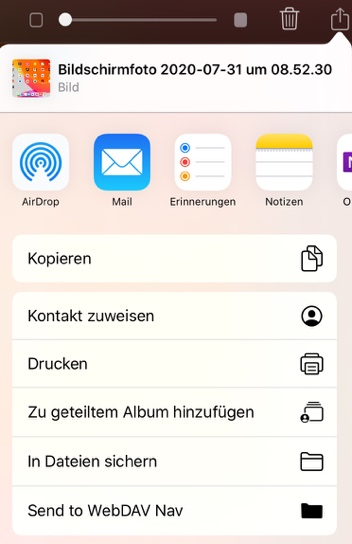 Bildschirmfoto 2020-07-31 um 08.52.30
Bild
AirDrop
Mail
Erinnerungen
Notizen
Kopieren
Kontakt zuweisen
Drucken
Zu geteiltem Album hinzufügen
In Dateien sichern
Send to WebDAV Nav